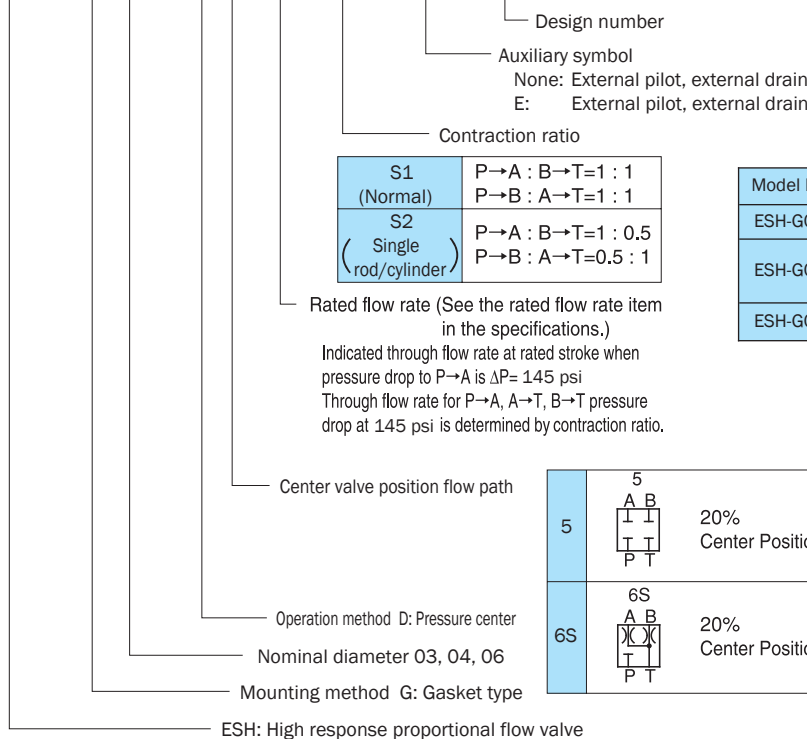 Design number
Auxiliary symbol
None: External pilot, external drain
E: External pilot, external drain
Contraction ratio
S1
(Normal)
P→A : B→T=1 : 1
P→B : A→T=1 : 1
S2
(Single
rod/cylinder)
P→A : B→T=1 : 0.5
P→B : A→T=0.5 : 1
Model
ESH-G
ESH-G
ESH-G
Rated flow rate (See the rated flow rate item
in the specifications.)
Indicated through flow rate at rated stroke when
pressure drop to P→A is ΔP= 145 psi
Through flow rate for P→A, A→T, B→T pressure
drop at 145 psi is determined by contraction ratio.
Center valve position flow path
5
5
A B
P T
20%
Center Positio
6S
6S
A B
P T
20%
Center Positio
Operation method D: Pressure center
Nominal diameter 03, 04, 06
Mounting method G: Gasket type
ESH: High response proportional flow valve